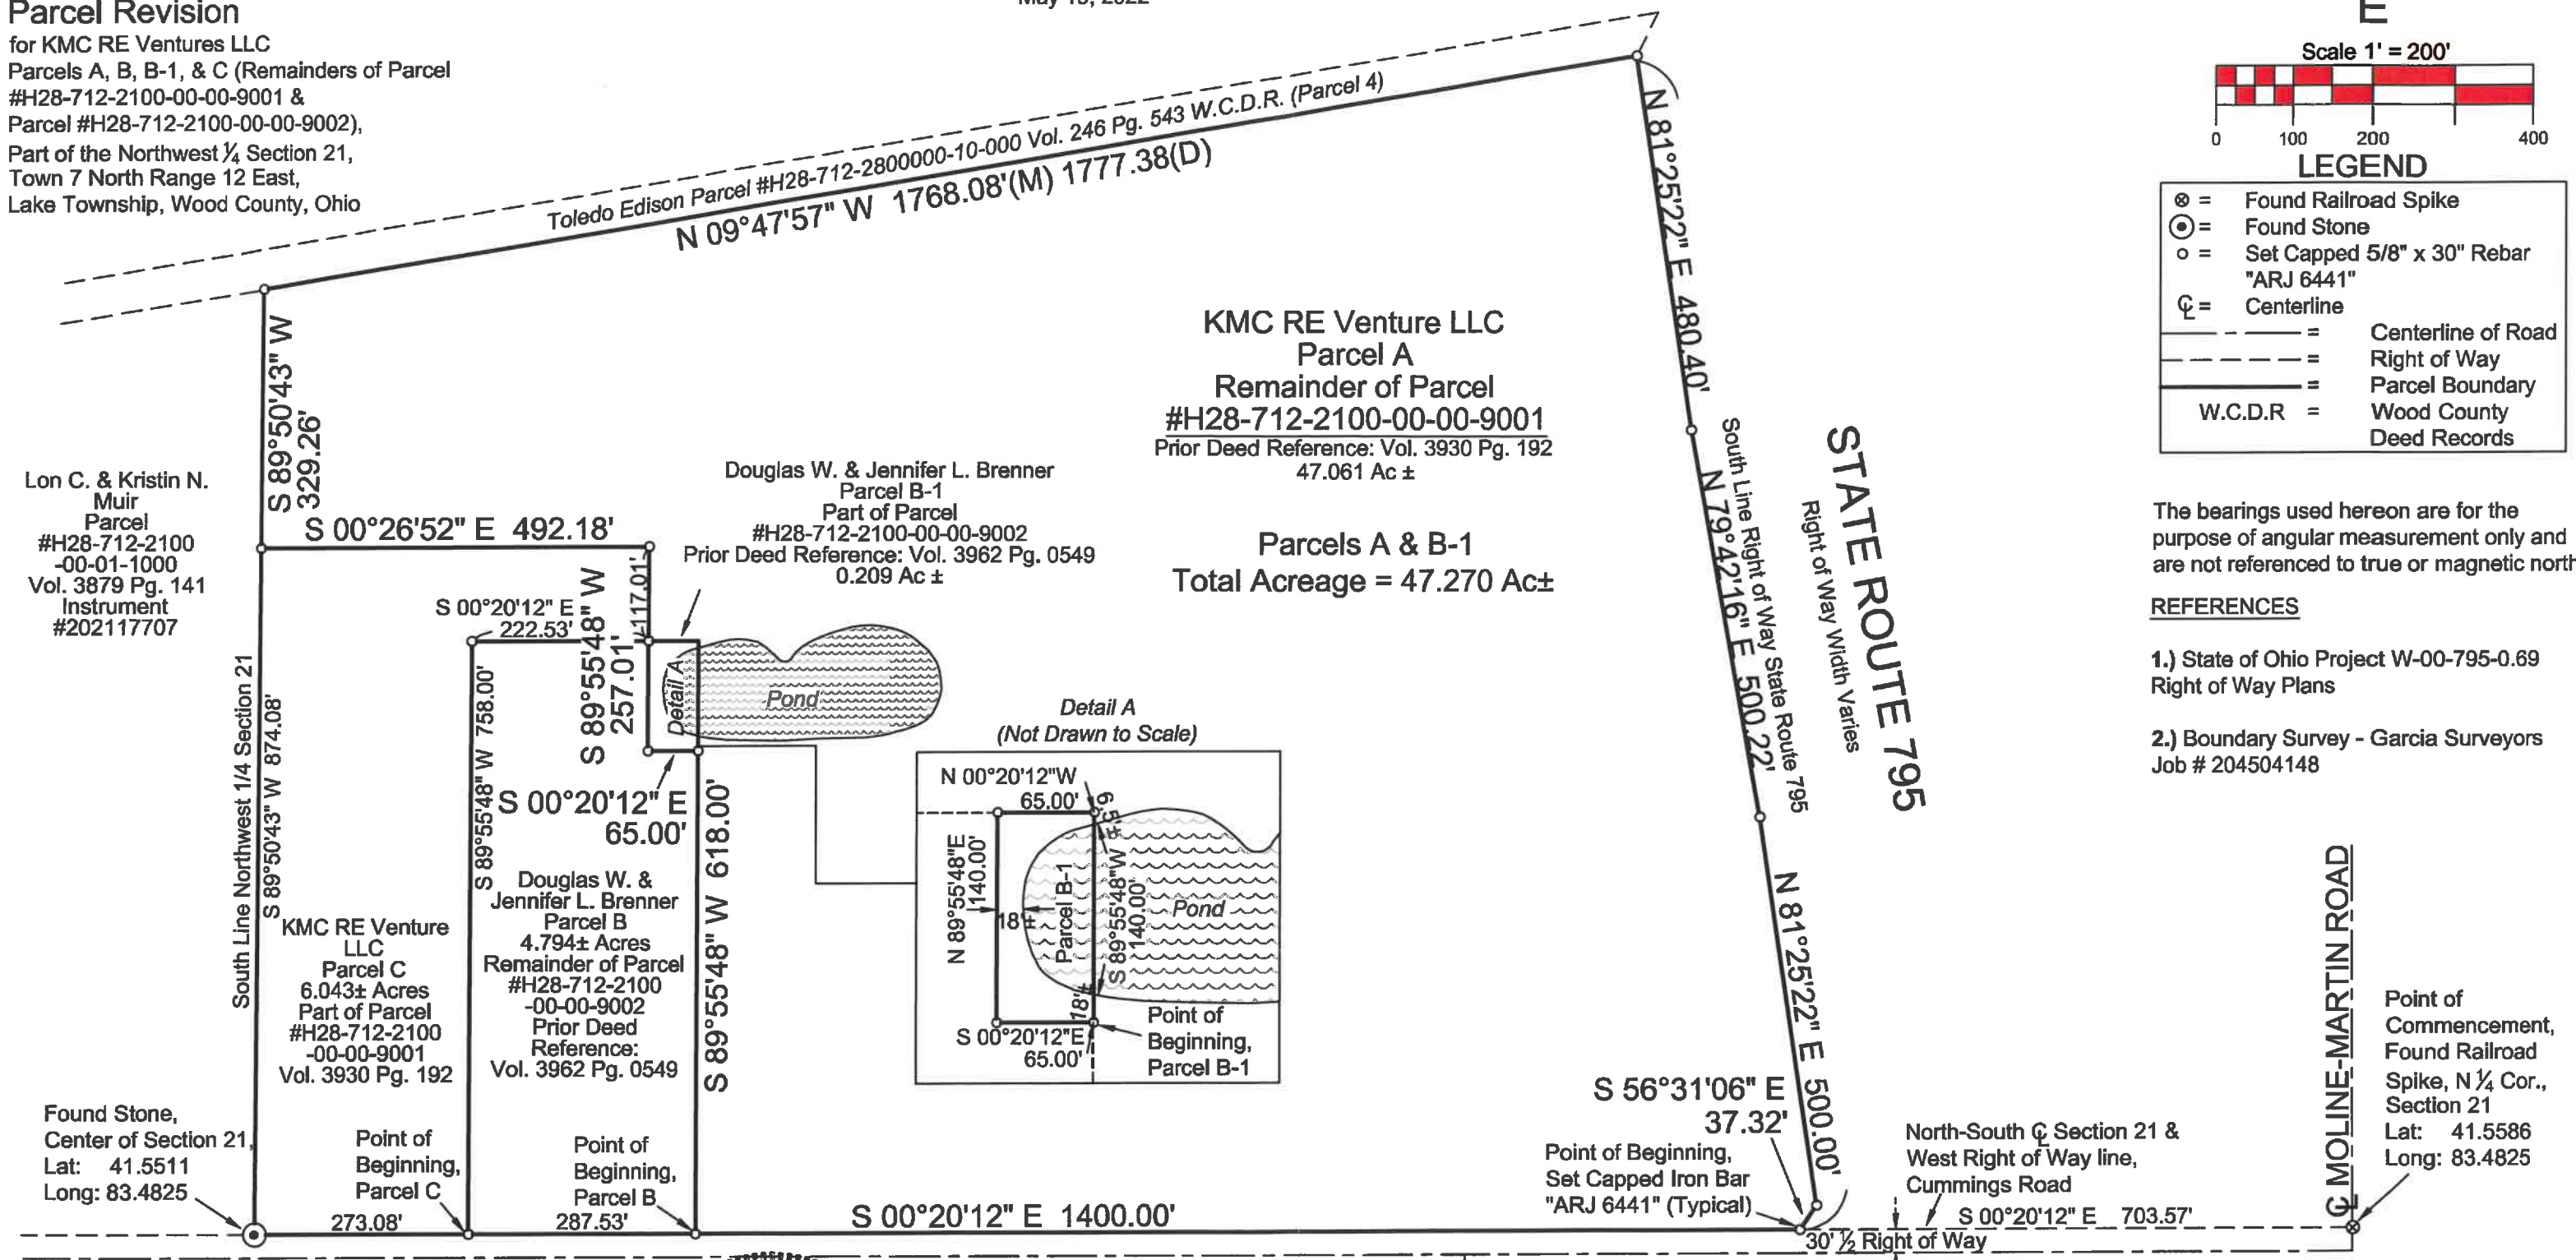 Parcel Revision
for KMC RE Ventures LLC
Parcels A, B, B-1, & C (Remainders of Parcel
#H28-712-2100-00-00-9001 &
Parcel #H28-712-2100-00-00-9002),
Part of the Northwest ¼ Section 21,
Town 7 North Range 12 East,
Lake Township, Wood County, Ohio
E
Scale 1' = 200'
0 100 200 400
LEGEND
⊗ = Found Railroad Spike
= Found Stone
o = Set Capped 5/8" x 30" Rebar
"ARJ 6441"
℄ = Centerline
= Centerline of Road
= Right of Way
= Parcel Boundary
W.C.D.R = Wood County
Deed Records
The bearings used hereon are for the
purpose of angular measurement only and
are not referenced to true or magnetic north
REFERENCES
1.) State of Ohio Project W-00-795-0.69
Right of Way Plans
2.) Boundary Survey - Garcia Surveyors
Job # 204504148
Toledo Edison Parcel #H28-712-2800000-10-000 Vol. 246 Pg. 543 W.C.D.R. (Parcel 4)
N 09°47'57" W 1768.08'(M) 1777.38(D)
N 81°25'22" E 480.40'
N 79°42'16" E 500.22'
N 81°25'22" E 500.00'
South Line Right of Way State Route 795
Right of Way Width Varies
STATE ROUTE 795
KMC RE Venture LLC
Parcel A
Remainder of Parcel
#H28-712-2100-00-00-9001
Prior Deed Reference: Vol. 3930 Pg. 192
47.061 Ac ±
Parcels A & B-1
Total Acreage = 47.270 Ac±
S 89°50'43" W
329.26'
Lon C. & Kristin N.
Muir
Parcel
#H28-712-2100
-00-01-1000
Vol. 3879 Pg. 141
Instrument
#202117707
S 00°26'52" E 492.18'
117.01'
Douglas W. & Jennifer L. Brenner
Parcel B-1
Part of Parcel
#H28-712-2100-00-00-9002
Prior Deed Reference: Vol. 3962 Pg. 0549
0.209 Ac ±
S 00°20'12" E
222.53'
S 89°55'48" W
257.01'
Detail A
Pond
S 00°20'12" E
65.00'
South Line Northwest 1/4 Section 21
S 89°50'43" W 874.08'
S 89°55'48" W 758.00'
S 89°55'48" W 618.00'
KMC RE Venture
LLC
Parcel C
6.043± Acres
Part of Parcel
#H28-712-2100
-00-00-9001
Vol. 3930 Pg. 192
Douglas W. &
Jennifer L. Brenner
Parcel B
4.794± Acres
Remainder of Parcel
#H28-712-2100
-00-00-9002
Prior Deed
Reference:
Vol. 3962 Pg. 0549
Detail A
(Not Drawn to Scale)
N 00°20'12"W
65.00'
6.5'±
N 89°55'48"E
140.00'
18'±
Parcel B-1
S 89°55'48"W
140.00'
Pond
18'±
S 00°20'12"E
65.00'
Point of
Beginning,
Parcel B-1
Found Stone,
Center of Section 21,
Lat: 41.5511
Long: 83.4825
Point of
Beginning,
Parcel C
273.08'
Point of
Beginning,
Parcel B
287.53'
S 00°20'12" E 1400.00'
S 56°31'06" E
37.32'
Point of Beginning,
Set Capped Iron Bar
"ARJ 6441" (Typical)
North-South ℄ Section 21 &
West Right of Way line,
Cummings Road
S 00°20'12" E 703.57'
30' ½ Right of Way
℄ MOLINE-MARTIN ROAD
Point of
Commencement,
Found Railroad
Spike, N ¼ Cor.,
Section 21
Lat: 41.5586
Long: 83.4825